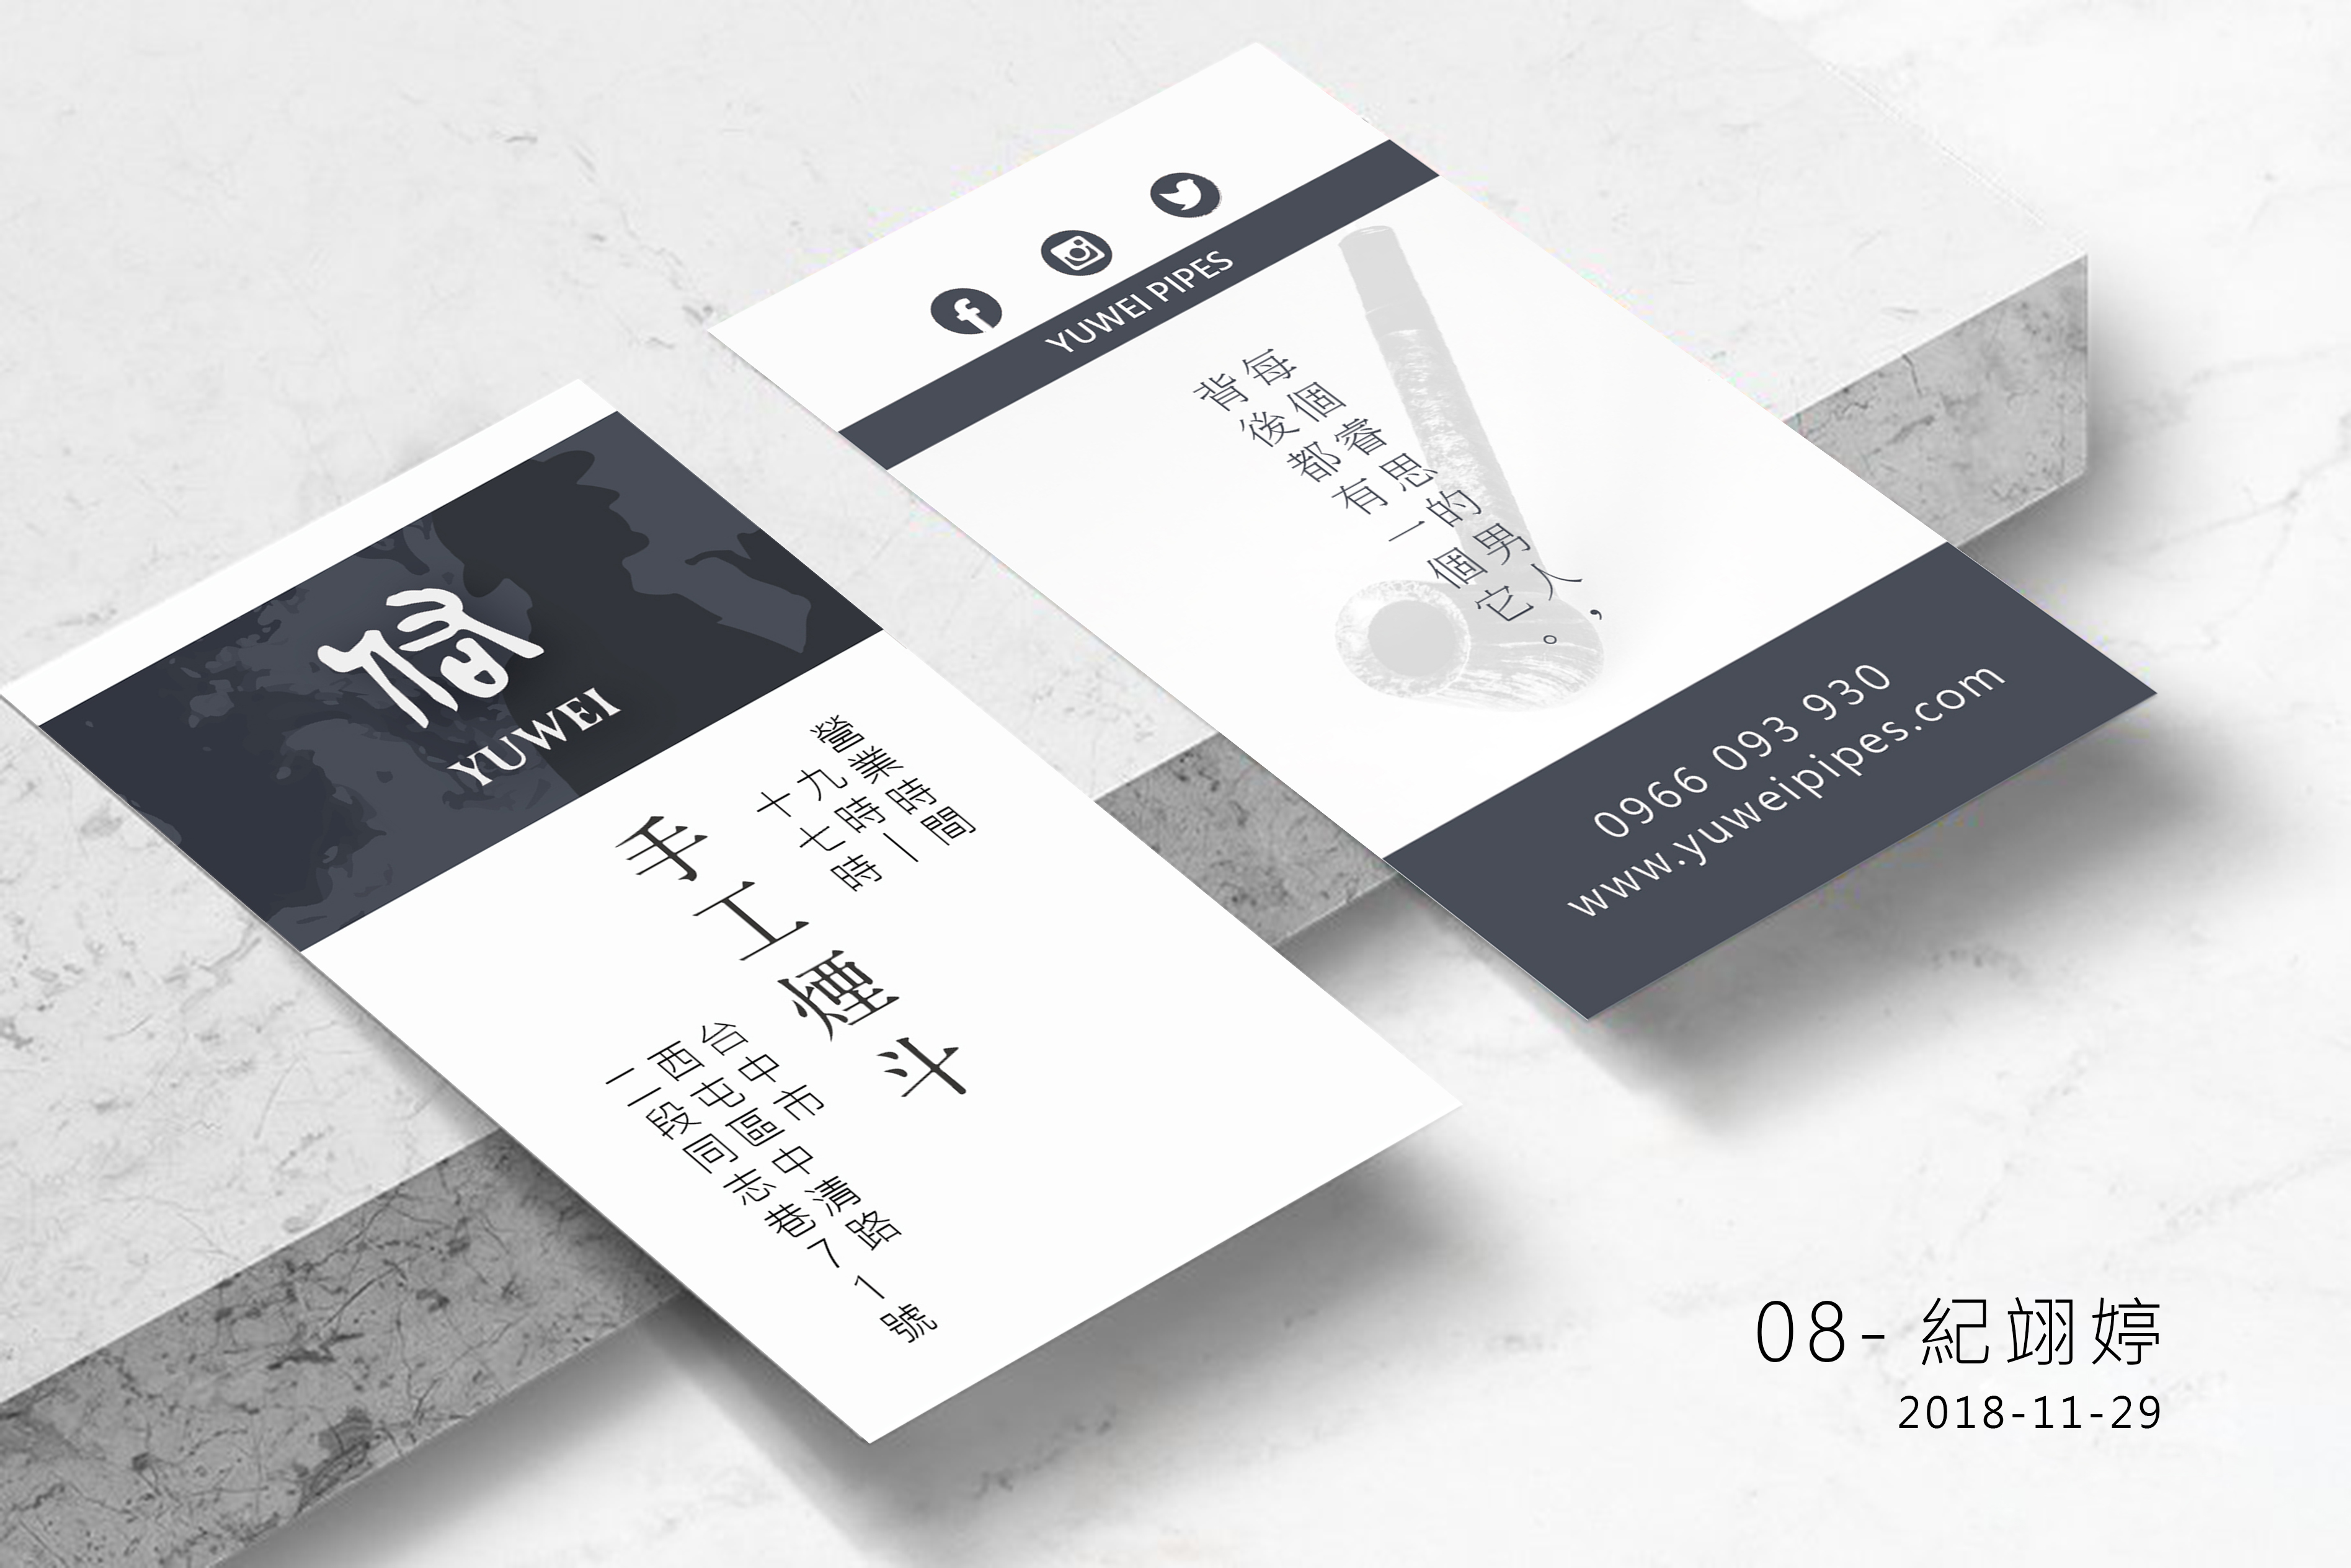 YUWEI
營業時間
九時—
十七時
手工煙斗
台中市
西屯區中清路
二段同志巷71號
YUWEI PIPES
每個睿思的男人，
背後都有一個它。
0966 093 930
www.yuweipipes.com
08- 紀翊婷
2018-11-29